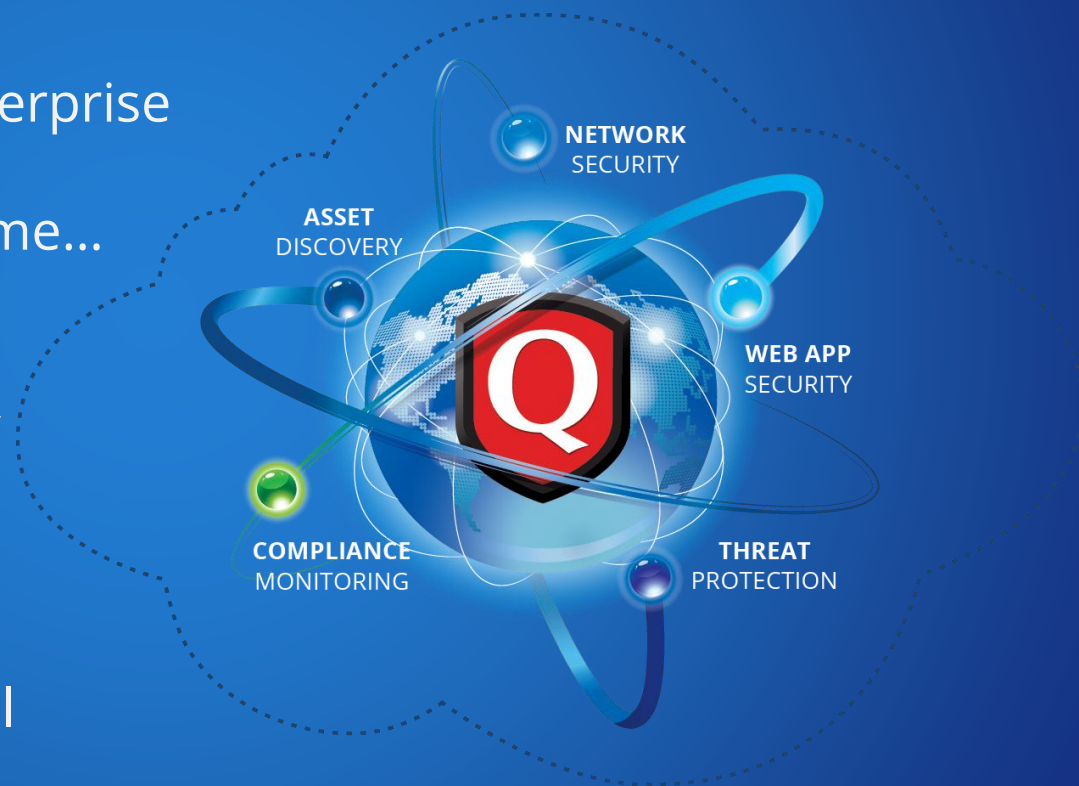 erprise
me...
l
NETWORK
SECURITY
ASSET
DISCOVERY
Q
WEB APP
SECURITY
COMPLIANCE
MONITORING
THREAT
PROTECTION